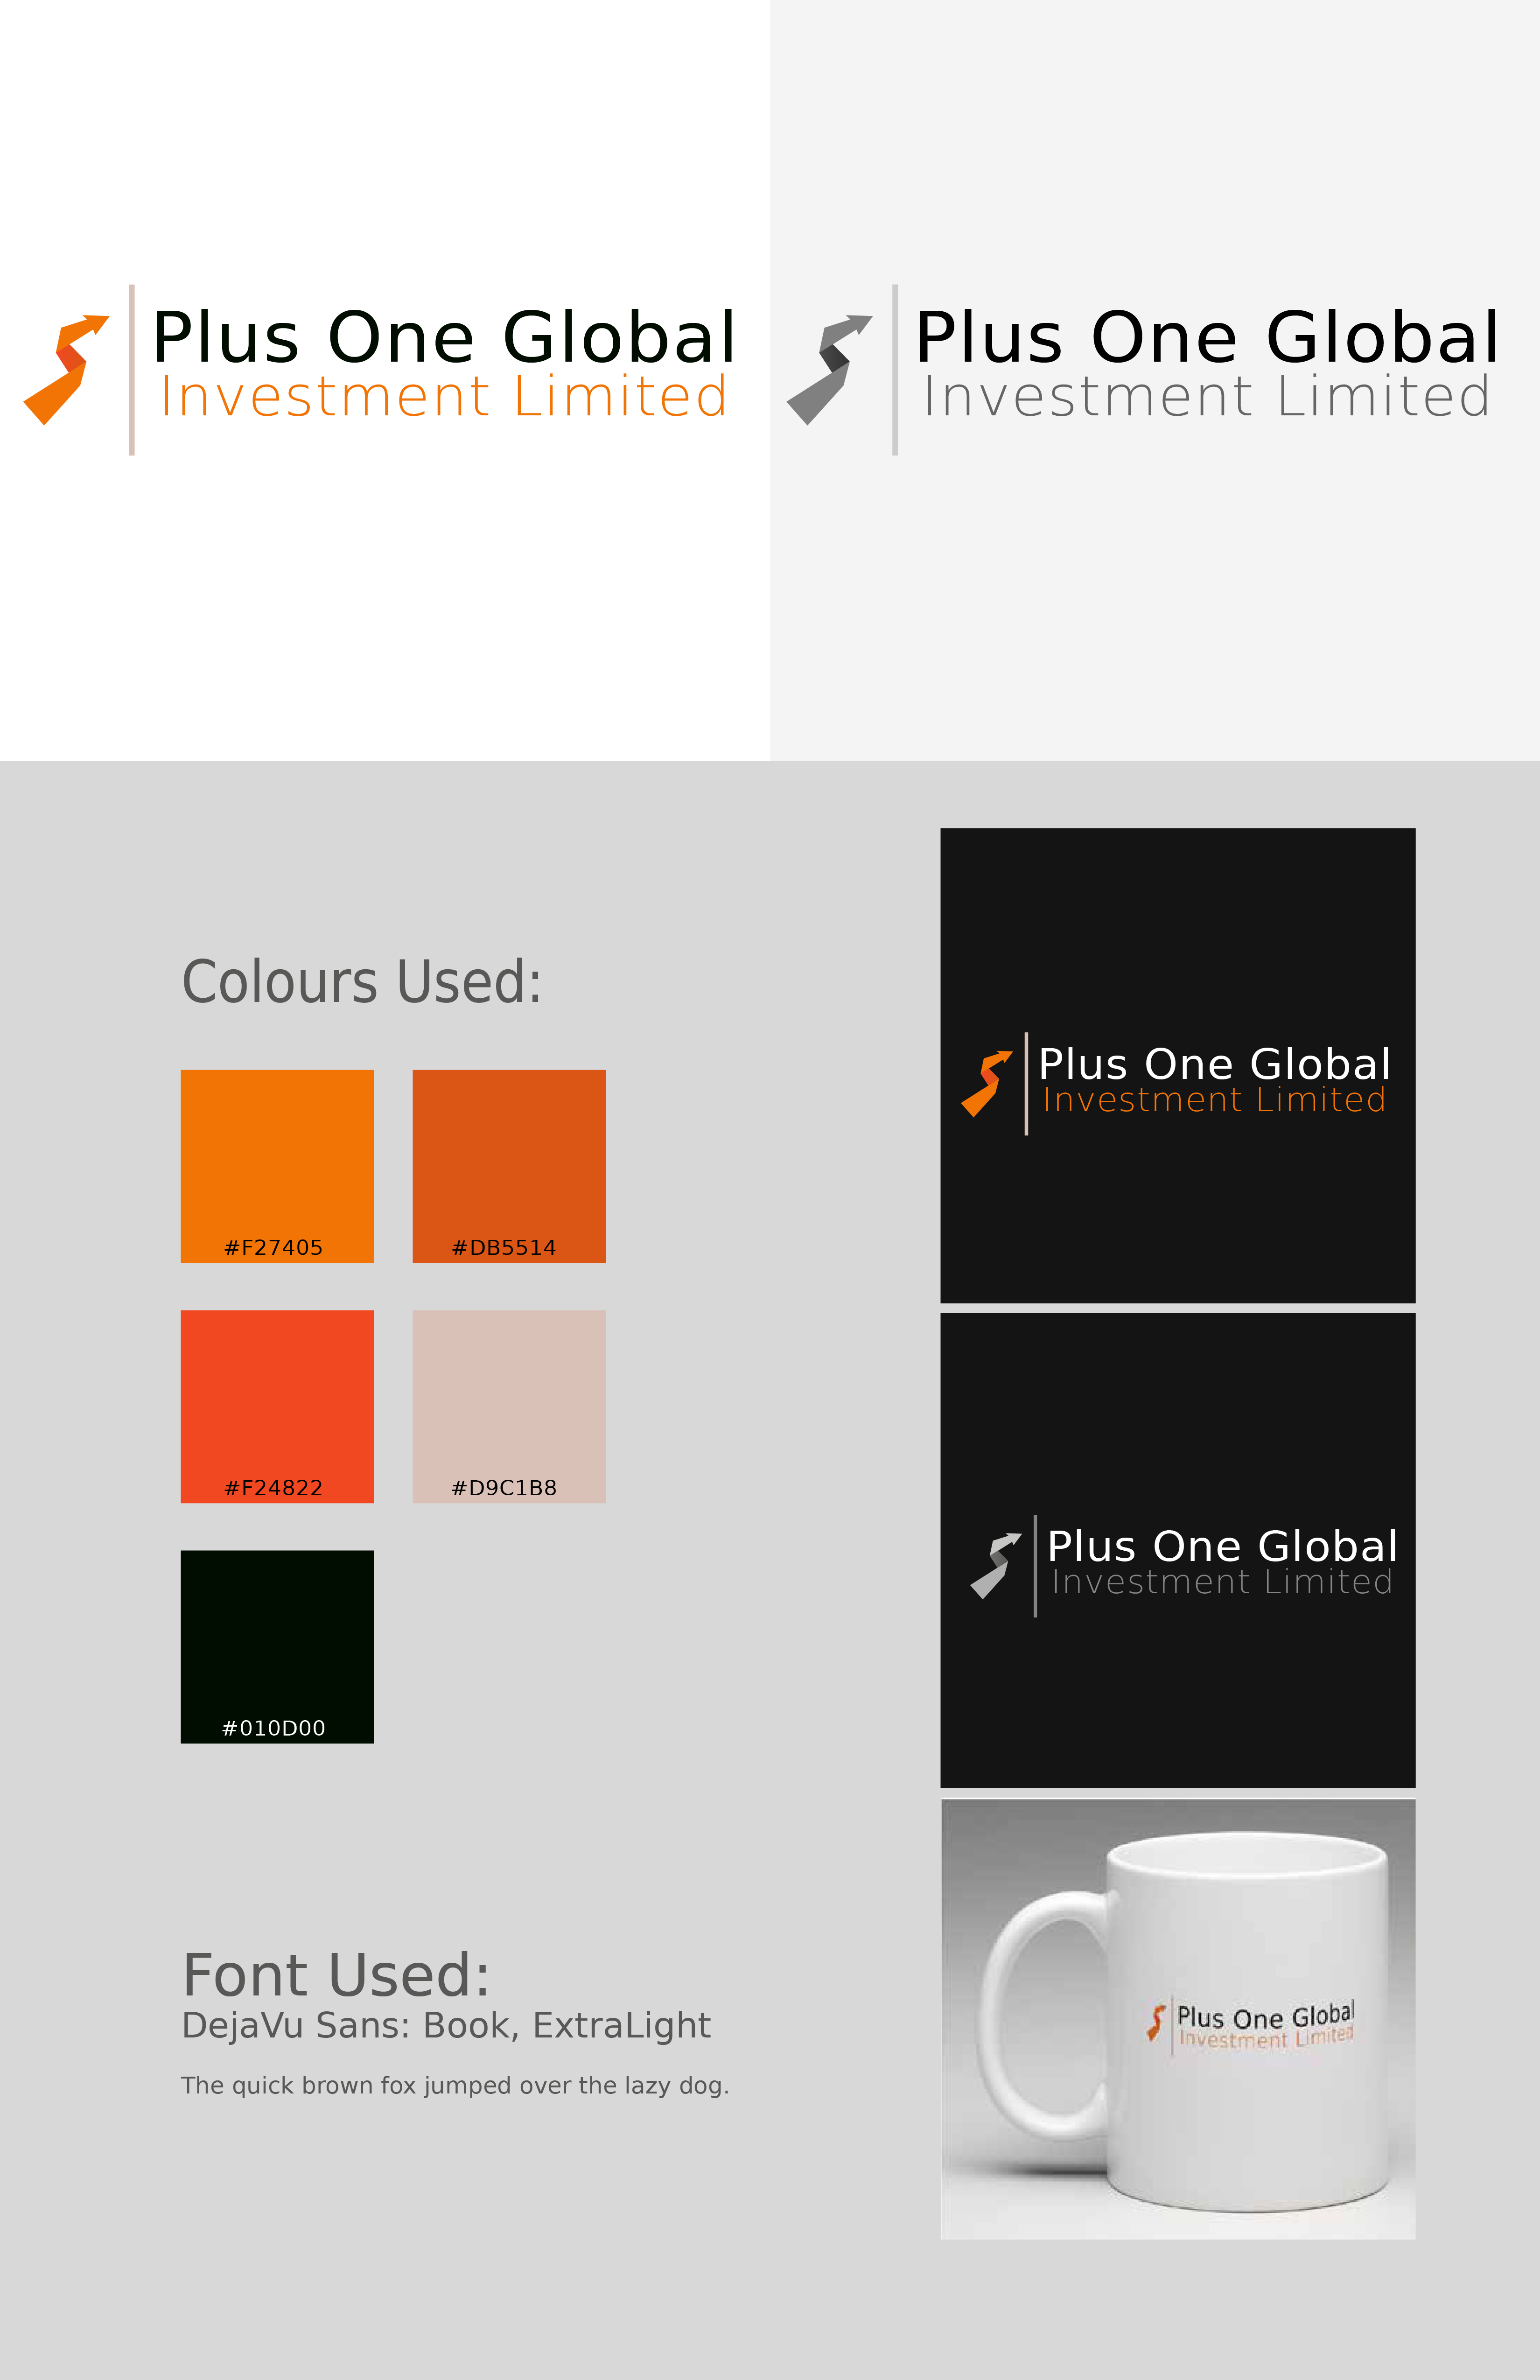 Plus One Global
Investment Limited
Plus One Global
Investment Limited
Colours Used:
#F27405
#DB5514
#F24822
#D9C1B8
#010D00
Plus One Global
Investment Limited
Plus One Global
Investment Limited
Font Used:
DejaVu Sans: Book, ExtraLight
The quick brown fox jumped over the lazy dog.
Plus One Global
Investment Limited